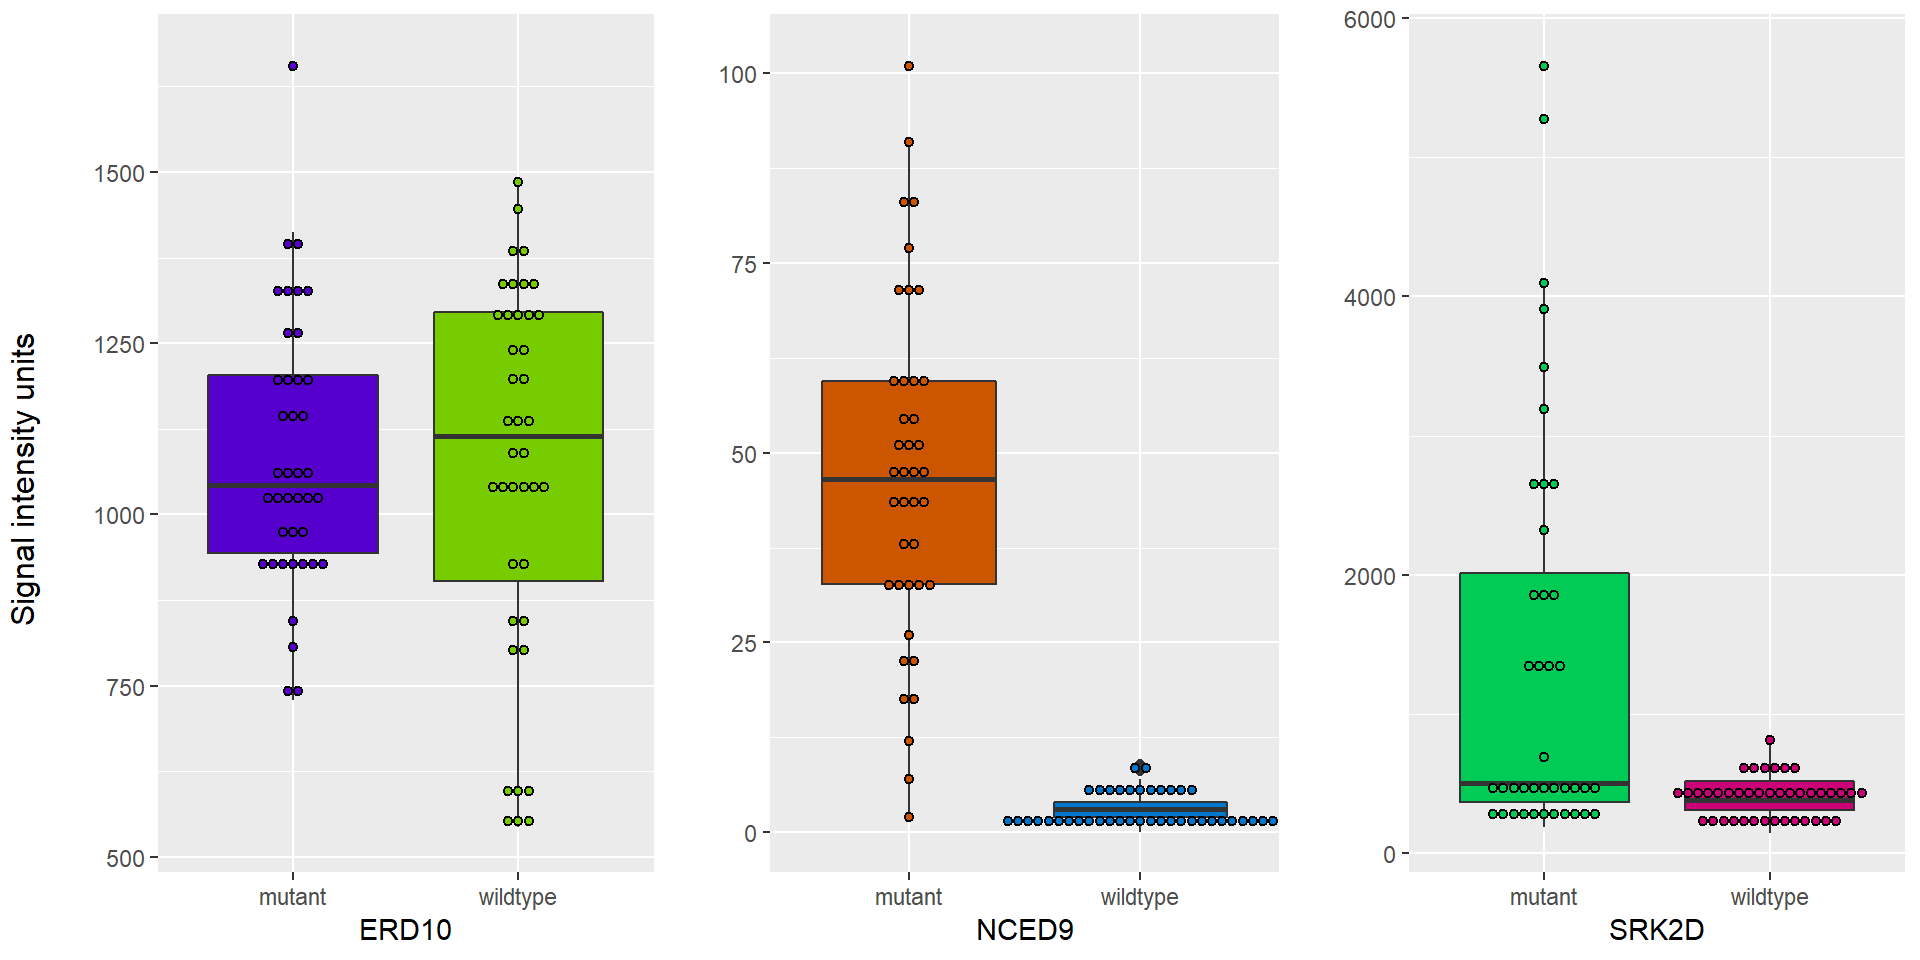 Signal intensity units
1500
1250
1000
750
500
mutant
wildtype
ERD10
100
75
50
25
0
mutant
wildtype
NCED9
6000
4000
2000
0
mutant
wildtype
SRK2D